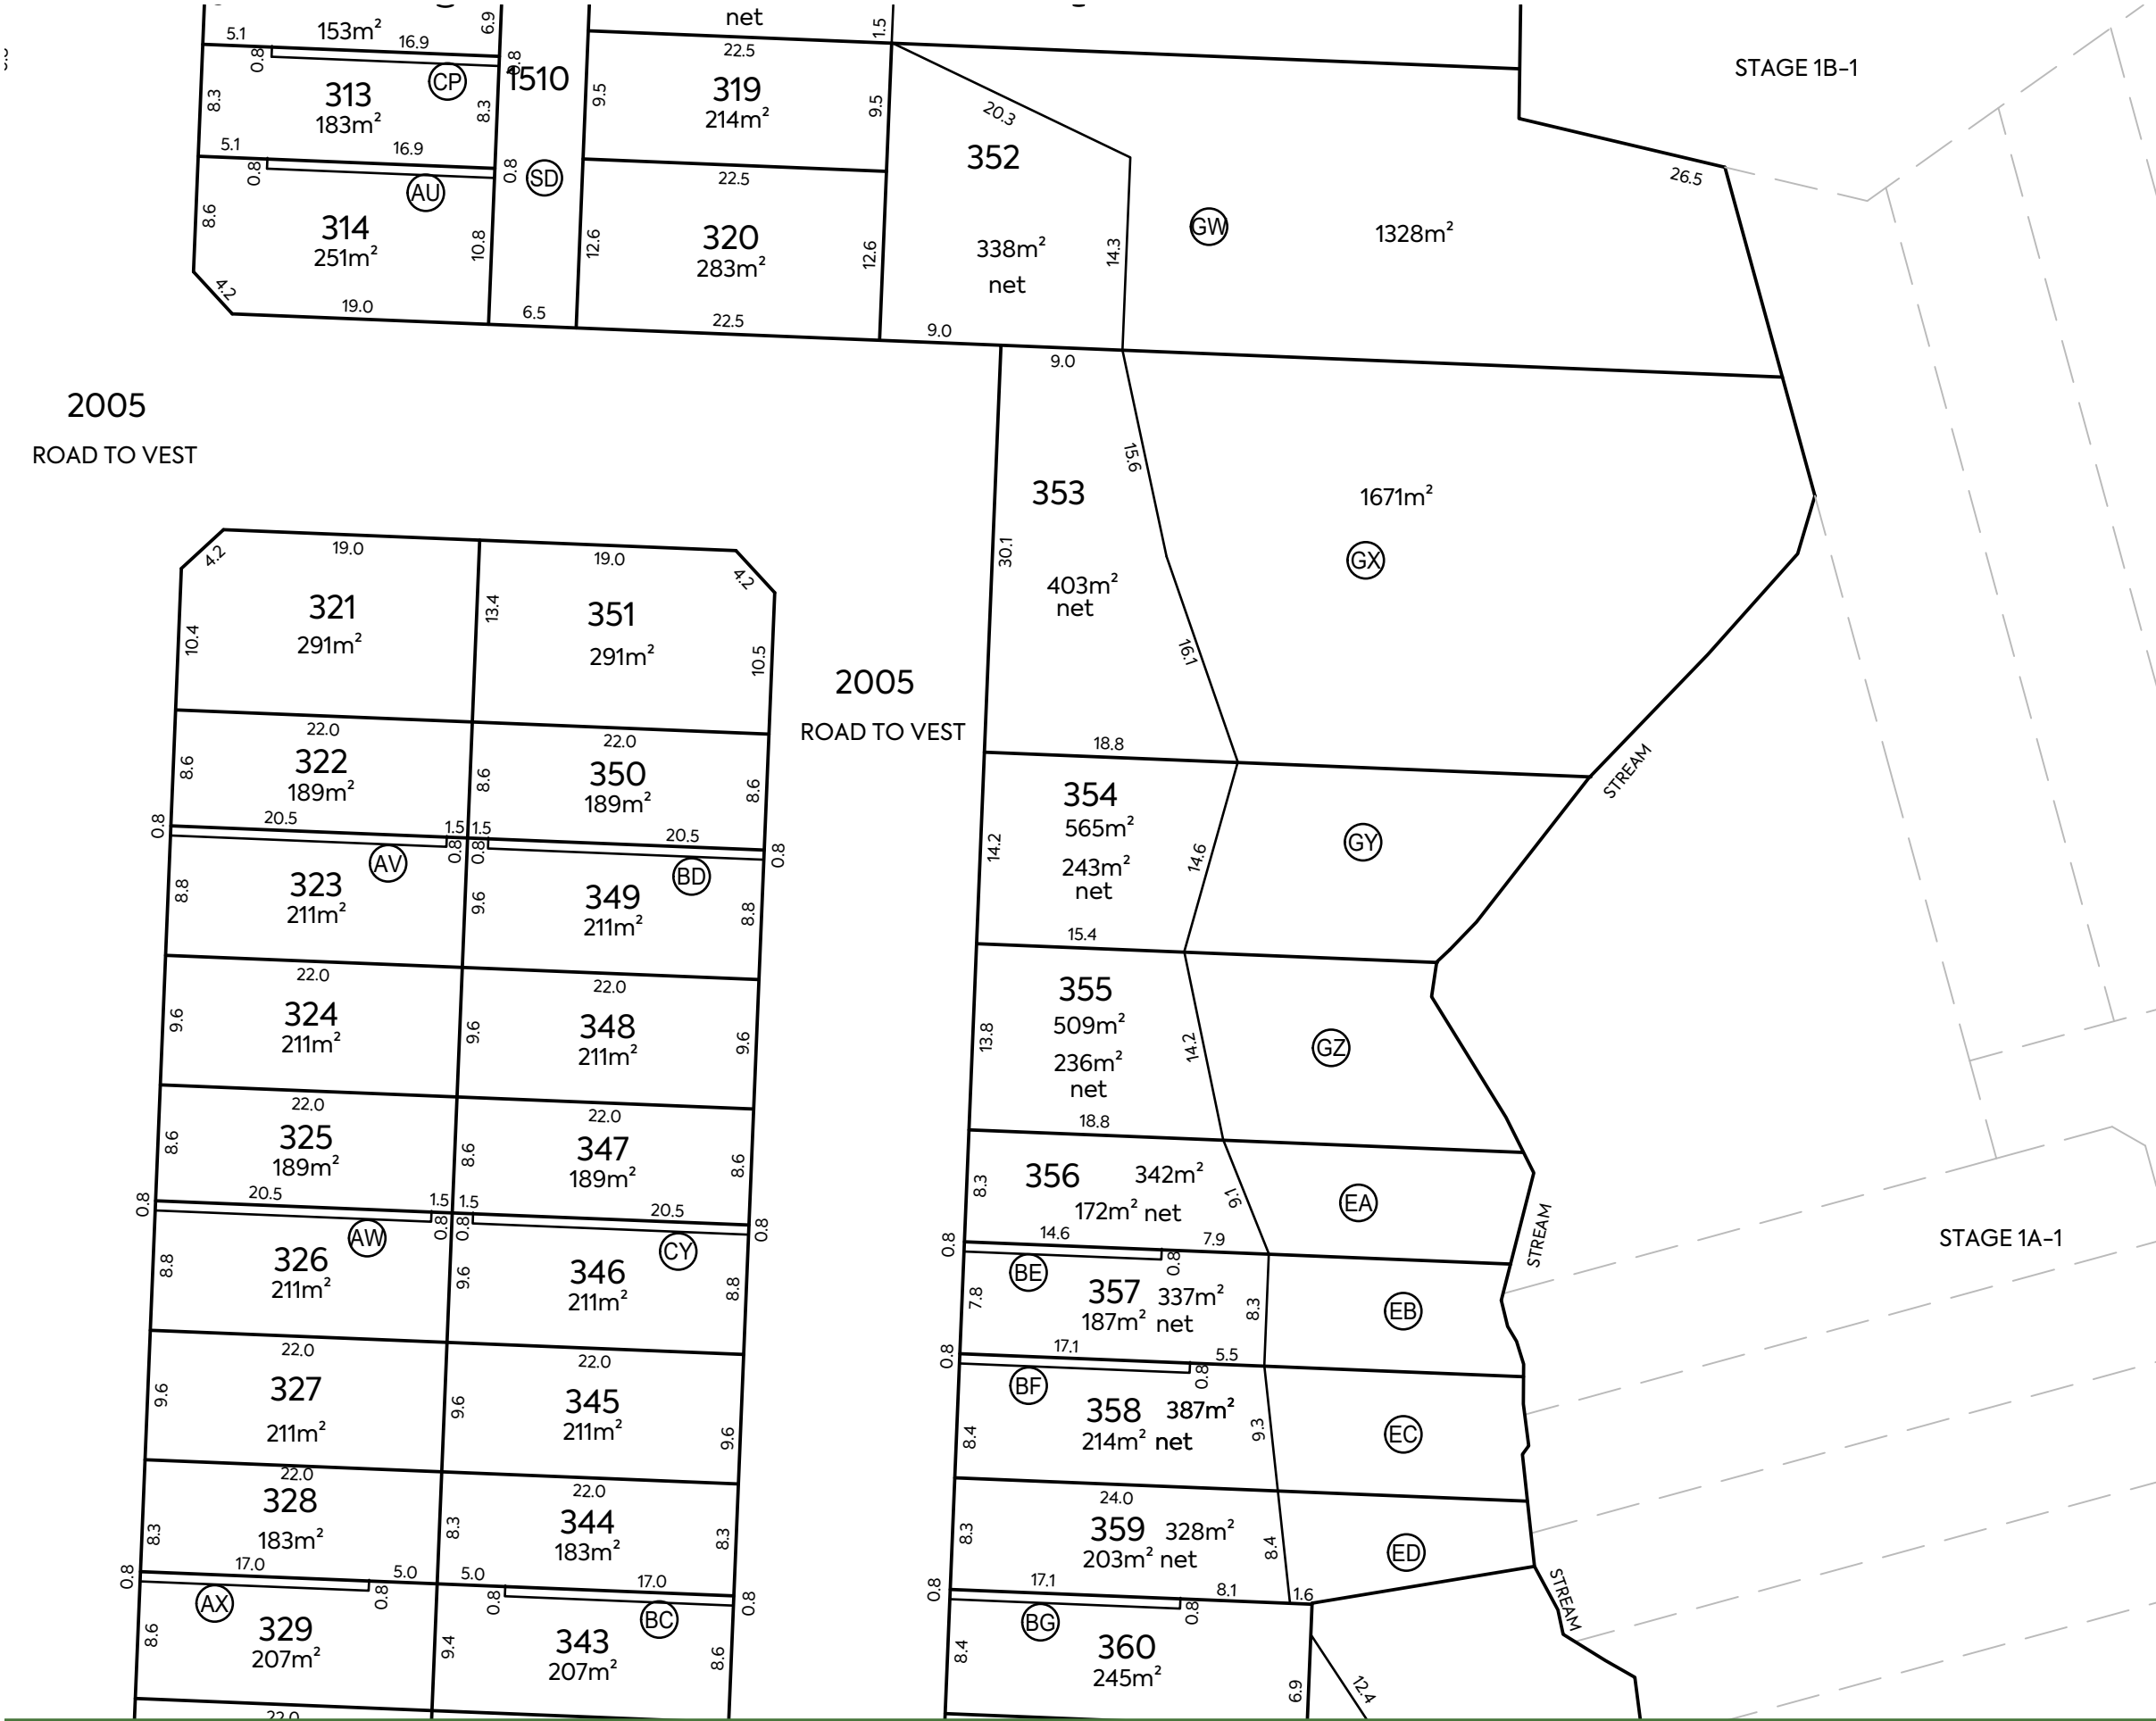 net
153m²
5.1
16.9
6.9
1.5
0.8
0.8
CP
1510
22.5
STAGE 1B-1
313
183m²
8.3
8.3
9.5
319
214m²
9.5
20.3
352
5.1
16.9
0.8
0.8
AU
SD
22.5
26.5
8.6
314
251m²
10.8
12.6
320
283m²
12.6
338m²
net
14.3
GW
1328m²
4.2
19.0
6.5
22.5
9.0
9.0
2005
ROAD TO VEST
15.6
353
30.1
403m²
net
1671m²
GX
16.1
4.2
19.0
19.0
4.2
321
291m²
10.4
13.4
351
291m²
10.5
2005
ROAD TO VEST
22.0
22.0
18.8
STREAM
322
189m²
8.6
8.6
350
189m²
8.6
354
565m²
243m²
net
14.2
14.6
GY
0.8
20.5
1.5
1.5
20.5
0.8
0.8
0.8
AV
BD
323
211m²
8.8
9.6
349
211m²
8.8
15.4
22.0
22.0
355
509m²
236m²
net
13.8
14.2
GZ
324
211m²
9.6
9.6
348
211m²
9.6
22.0
22.0
18.8
325
189m²
8.6
8.6
347
189m²
8.6
356
342m²
172m² net
8.3
9.1
EA
STREAM
STAGE 1A-1
0.8
20.5
1.5
1.5
20.5
0.8
0.8
0.8
AW
CY
0.8
14.6
7.9
0.8
BE
326
211m²
8.8
9.6
346
211m²
8.8
357
337m²
187m²
net
7.8
8.3
EB
22.0
22.0
0.8
17.1
5.5
0.8
BF
327
211m²
9.6
9.6
345
211m²
9.6
358
387m²
214m² net
8.4
9.3
EC
22.0
22.0
24.0
328
183m²
8.3
8.3
344
183m²
8.3
359
328m²
203m² net
8.3
8.4
ED
0.8
17.0
5.0
5.0
17.0
0.8
0.8
0.8
AX
BC
0.8
17.1
8.1
1.6
0.8
BG
STREAM
329
207m²
8.6
9.4
343
207m²
8.6
360
245m²
8.4
6.9
12.4
22.0